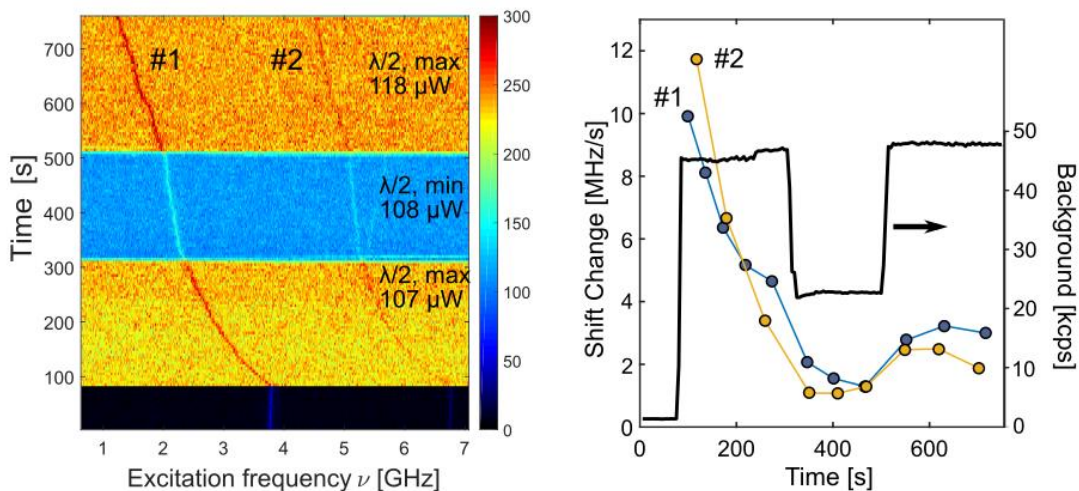 #1
#2
λ/2, max
118 µW
λ/2, min
108 µW
λ/2, max
107 µW
Time [s]
700
600
500
400
300
200
100
1 2 3 4 5 6 7
Excitation frequency ν [GHz]
300
250
200
150
100
50
0
#2
#1
Shift Change [MHz/s]
12
10
8
6
4
2
0
0 200 400 600
Time [s]
50
40
30
20
10
0
Background [kcps]